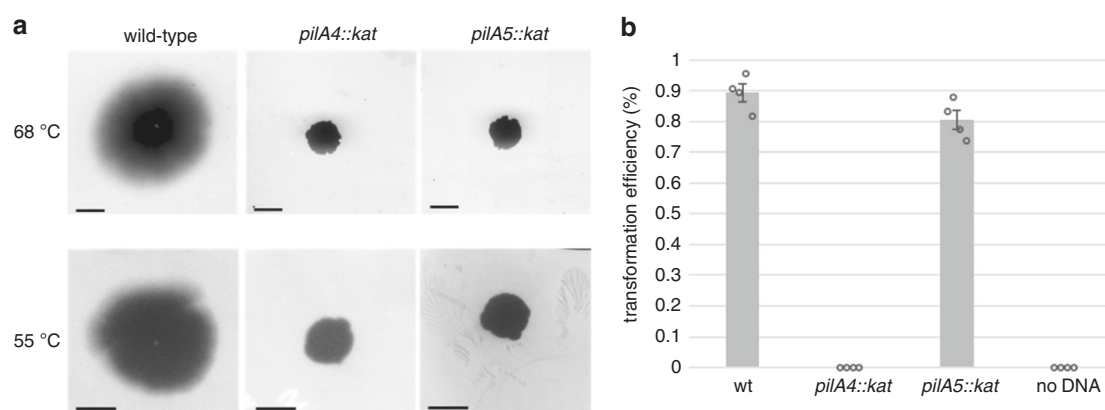 a
wild-type pilA4::kat pilA5::kat
68 °C
55 °C
b
transformation efficiency (%)
1
0.9
0.8
0.7
0.6
0.5
0.4
0.3
0.2
0.1
0
wt pilA4::kat pilA5::kat no DNA